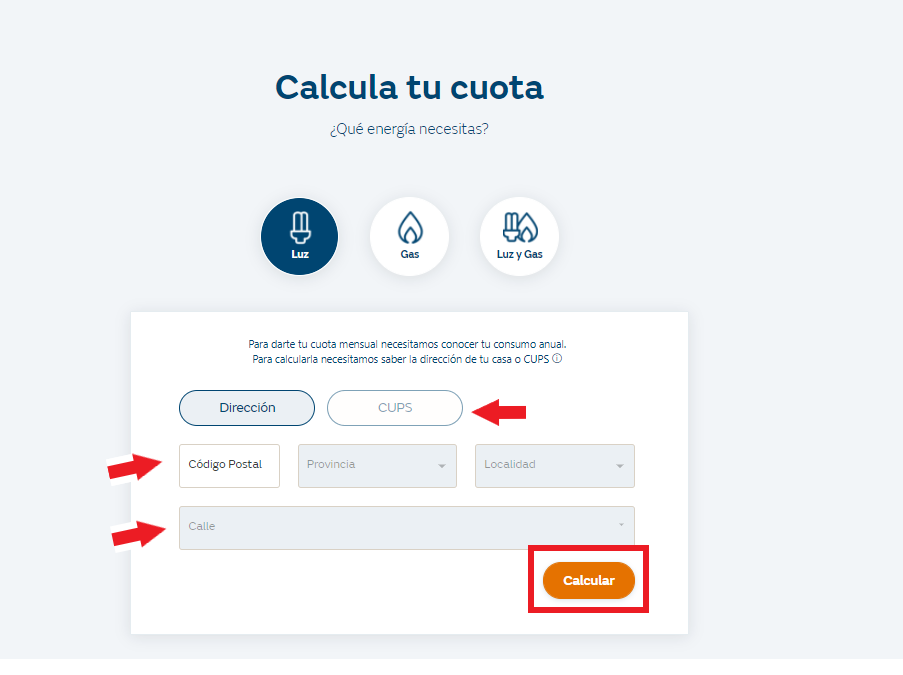 Calcula tu cuota
¿Qué energía necesitas?
Luz
Gas
Luz y Gas
Para darte tu cuota mensual necesitamos conocer tu consumo anual.
Para calcularla necesitamos saber la dirección de tu casa o CUPS
Dirección
CUPS
Código Postal
Provincia
Localidad
Calle
Calcular